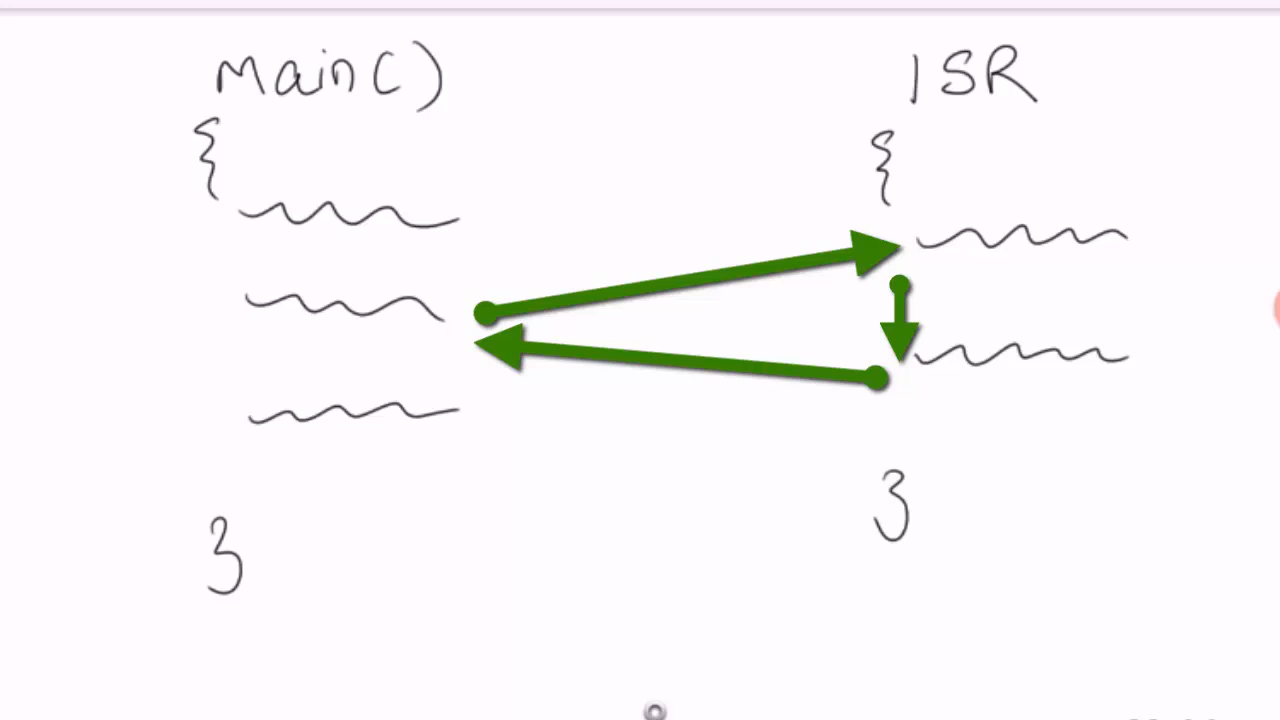 Main()
ISR
{
{
}
}